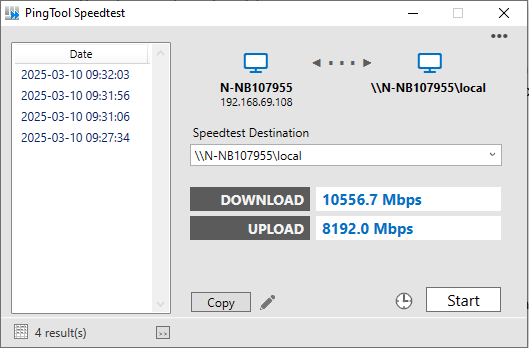 PingTool Speedtest
Date
2025-03-10 09:32:03
2025-03-10 09:31:56
2025-03-10 09:31:06
2025-03-10 09:27:34
N-NB107955
192.168.69.108
\\N-NB107955\local
Speedtest Destination
\\N-NB107955\local
DOWNLOAD 10556.7 Mbps
UPLOAD 8192.0 Mbps
Copy
Start
4 result(s)
>>